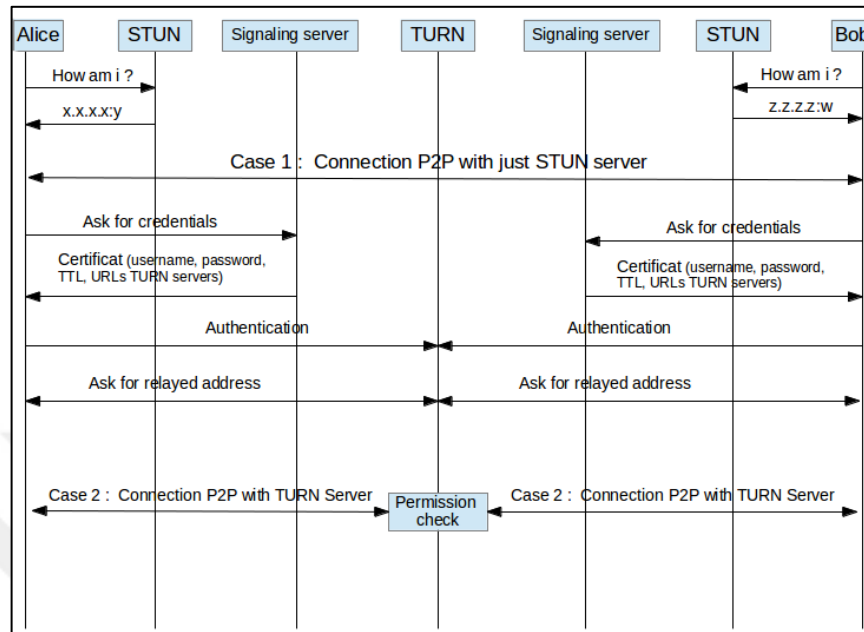 Alice STUN Signaling server TURN Signaling server STUN Bob
How am i ? How am i ?
x.x.x.x:y z.z.z.z:w
Case 1 : Connection P2P with just STUN server
Ask for credentials Ask for credentials
Certificat (username, password, Certificat (username, password,
TTL, URLs TURN servers) TTL, URLs TURN servers)
Authentication Authentication
Ask for relayed address Ask for relayed address
Case 2 : Connection P2P with TURN Server Case 2 : Connection P2P with TURN Server
Permission
check